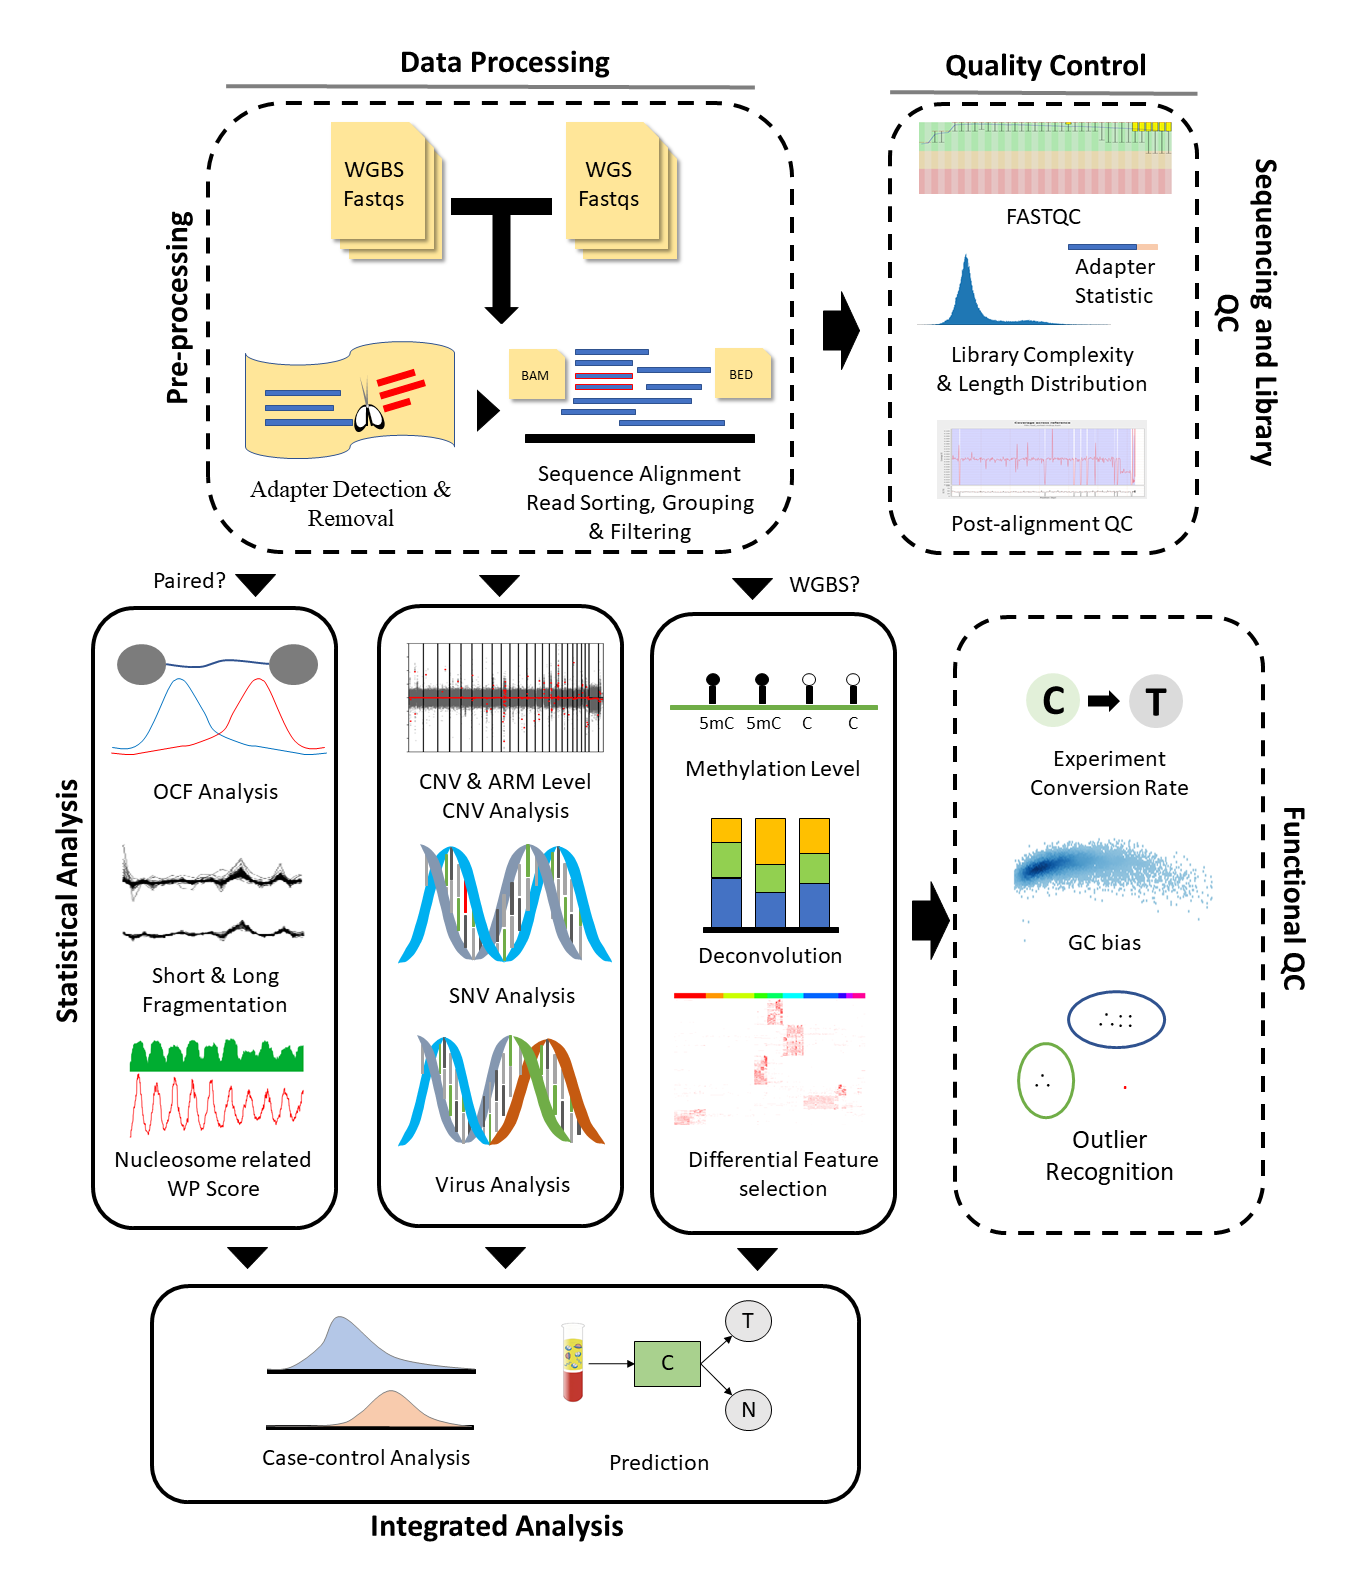 Data Processing
Quality Control
Pre-processing
WGBS
Fastqs
WGS
Fastqs
BAM
BED
Adapter Detection &
Removal
Sequence Alignment
Read Sorting, Grouping
& Filtering
FASTQC
Adapter
Statistic
Library Complexity
& Length Distribution
Coverage across reference
Post-alignment QC
Sequencing and Library
QC
Paired?
WGBS?
Statistical Analysis
OCF Analysis
Short & Long
Fragmentation
Nucleosome related
WP Score
CNV & ARM Level
CNV Analysis
SNV Analysis
Virus Analysis
5mC 5mC C C
Methylation Level
Deconvolution
Differential Feature
selection
C T
Experiment
Conversion Rate
GC bias
Outlier
Recognition
Functional QC
Case-control Analysis
C
T
N
Prediction
Integrated Analysis